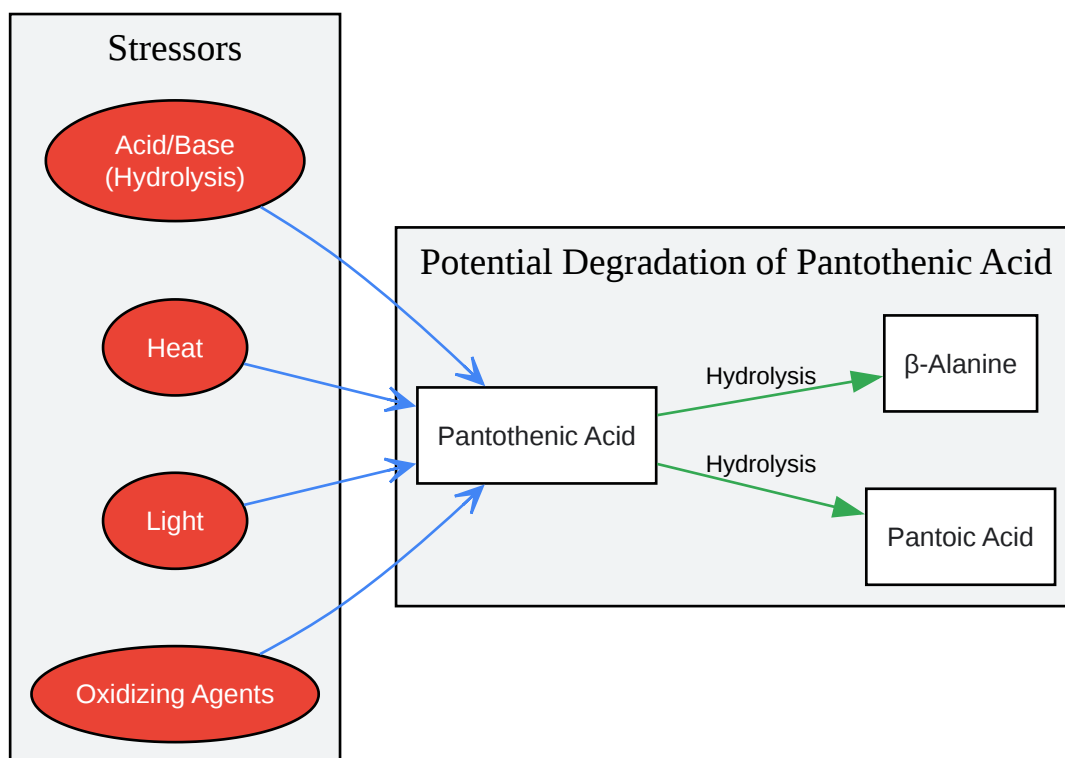 Stressors
Acid/Base
(Hydrolysis)
Heat
Light
Oxidizing Agents
Potential Degradation of Pantothenic Acid
Pantothenic Acid
Hydrolysis
β-Alanine
Hydrolysis
Pantoic Acid